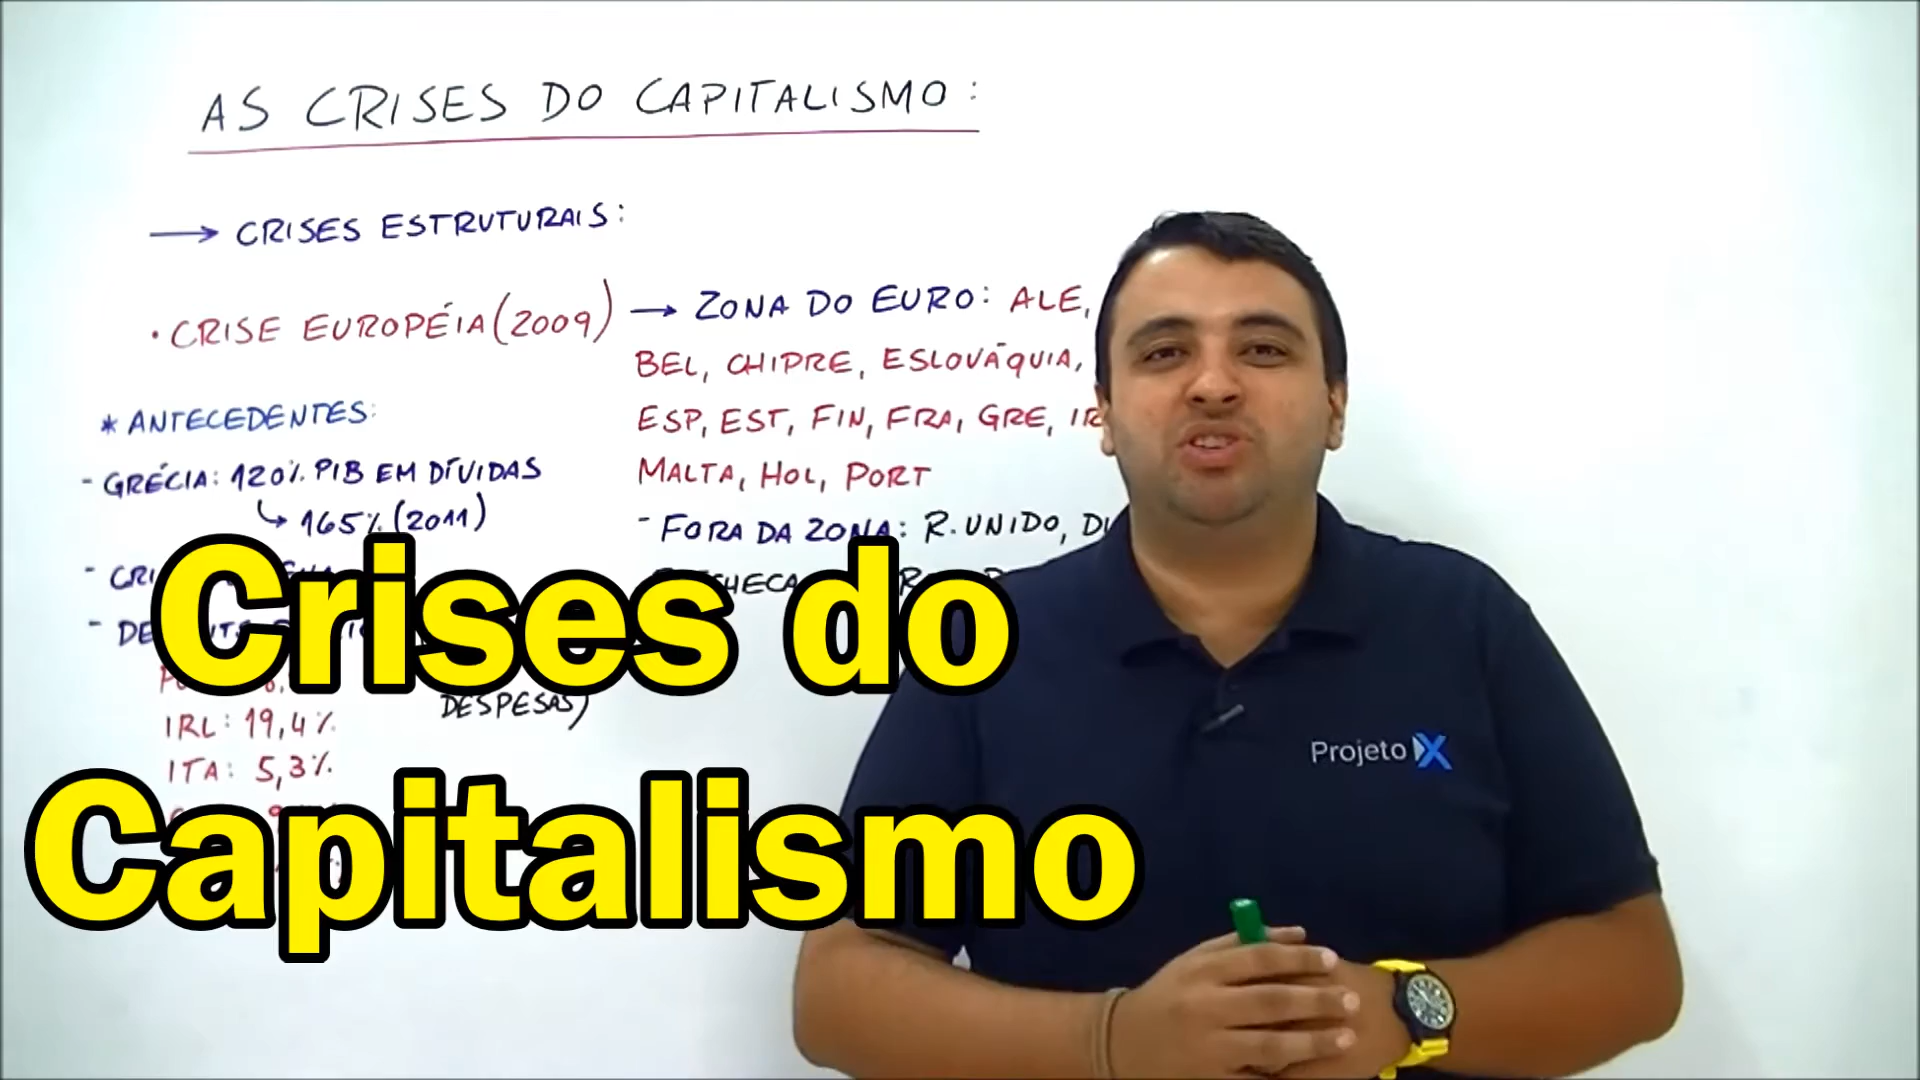 AS CRISES DO CAPITALISMO:
→ CRISES ESTRUTURAIS:
• CRISE EUROPÉIA (2009) → ZONA DO EURO: ALE,
BEL, CHIPRE, ESLOVÁQUIA,
ESP, EST, FIN, FRA, GRE,
MALTA, HOL, PORT
- FORA DA ZONA: R. UNIDO,
* ANTECEDENTES:
- GRÉCIA: 120% PIB EM DÍVIDAS
↳ 165% (2011)
DESPESAS)
IRL: 19,4%
ITA: 5,3%
Crises do
Capitalismo
Projeto X